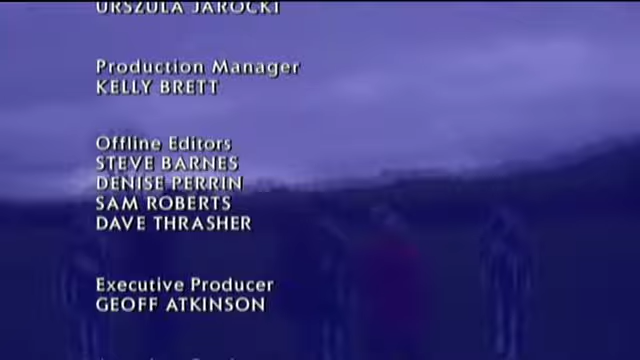 URSZULA JAROCKI
Production Manager
KELLY BRETT
Offline Editors
STEVE BARNES
DENISE PERRIN
SAM ROBERTS
DAVE THRASHER
Executive Producer
GEOFF ATKINSON